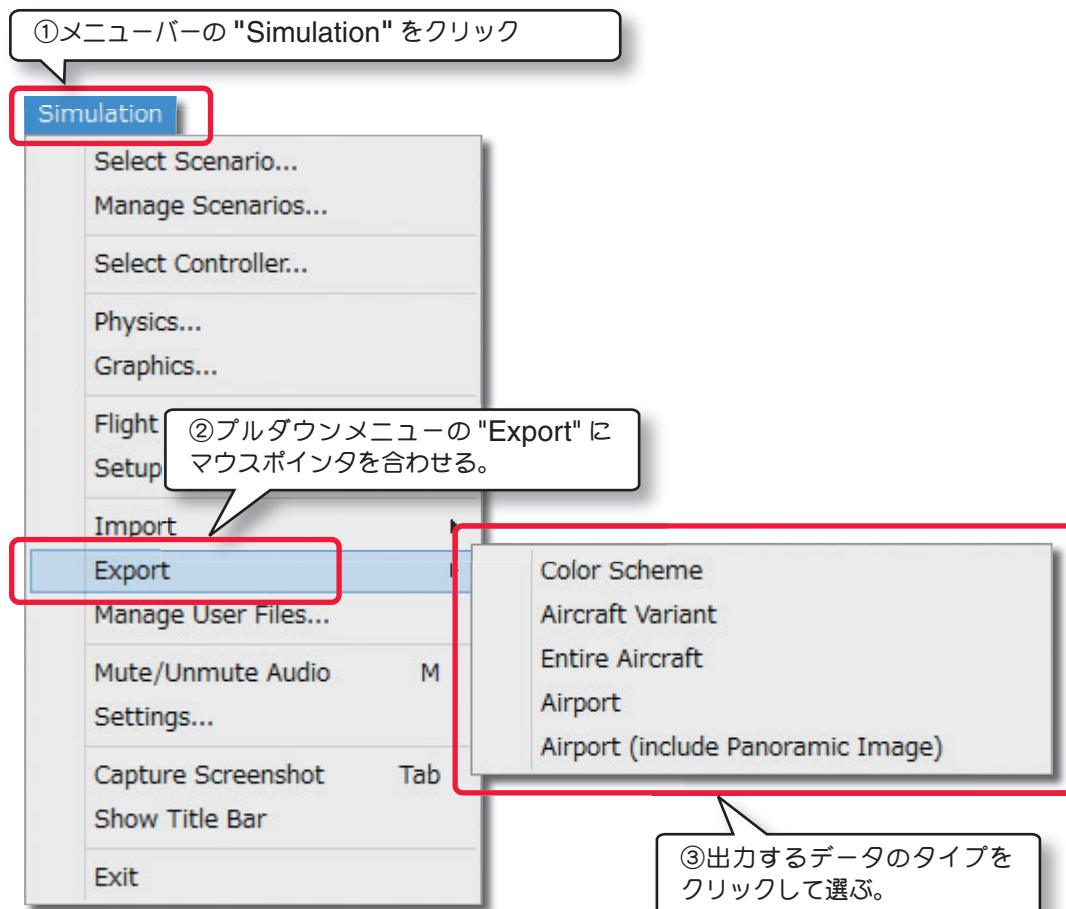 ①メニューバーの "Simulation" をクリック
Simulation
Select Scenario...
Manage Scenarios...
Select Controller...
Physics...
Graphics...
Flight
Setup
②プルダウンメニューの "Export" に
マウスポインタを合わせる。
Import
Export
Manage User Files...
Mute/Unmute Audio M
Settings...
Capture Screenshot Tab
Show Title Bar
Exit
Color Scheme
Aircraft Variant
Entire Aircraft
Airport
Airport (include Panoramic Image)
③出力するデータのタイプを
クリックして選ぶ。